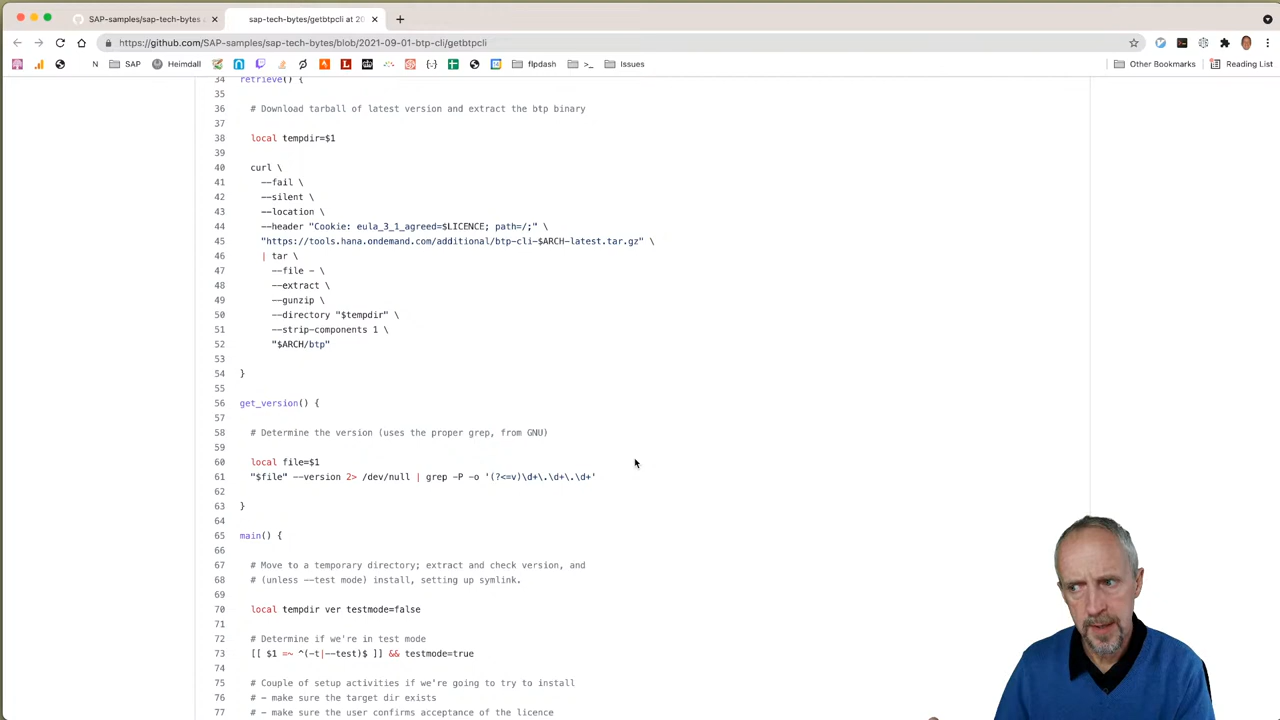 SAP-samples/sap-tech-bytes
sap-tech-bytes/getbtpcli at 20
https://github.com/SAP-samples/sap-tech-bytes/blob/2021-09-01-btp-cli/getbtpcli
N SAP Heimdall flpdash >_ Issues Other Bookmarks Reading List
34 retrieve() {
35
36 # Download tarball of latest version and extract the btp binary
37
38 local tempdir=$1
39
40 curl \
41 --fail \
42 --silent \
43 --location \
44 --header "Cookie: eula_3_1_agreed=$LICENCE; path=/;" \
45 "https://tools.hana.ondemand.com/additional/btp-cli-$ARCH-latest.tar.gz" \
46 | tar \
47 --file - \
48 --extract \
49 --gunzip \
50 --directory "$tempdir" \
51 --strip-components 1 \
52 "$ARCH/btp"
53
54 }
55
56 get_version() {
57
58 # Determine the version (uses the proper grep, from GNU)
59
60 local file=$1
61 "$file" --version 2> /dev/null | grep -P -o '(?<=v)\d+\.\d+\.\d+'
62
63 }
64
65 main() {
66
67 # Move to a temporary directory; extract and check version, and
68 # (unless --test mode) install, setting up symlink.
69
70 local tempdir ver testmode=false
71
72 # Determine if we're in test mode
73 [[ $1 =~ ^(-t|--test)$ ]] && testmode=true
74
75 # Couple of setup activities if we're going to try to install
76 # - make sure the target dir exists
77 # - make sure the user confirms acceptance of the licence